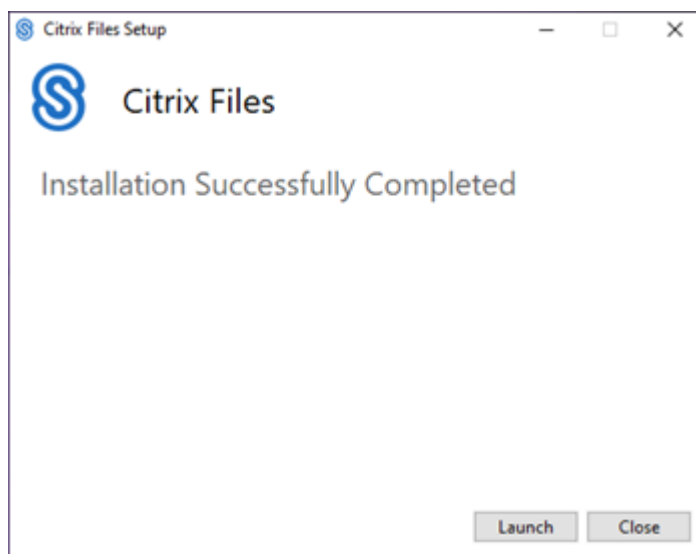 Citrix Files Setup
Citrix Files
Installation Successfully Completed
Launch
Close